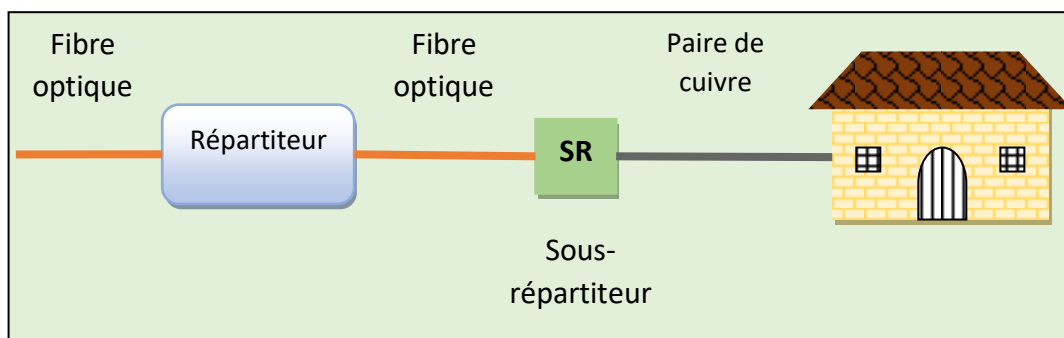 Fibre
optique
Fibre
optique
Paire de
cuivre
Répartiteur
SR
Sous-
répartiteur